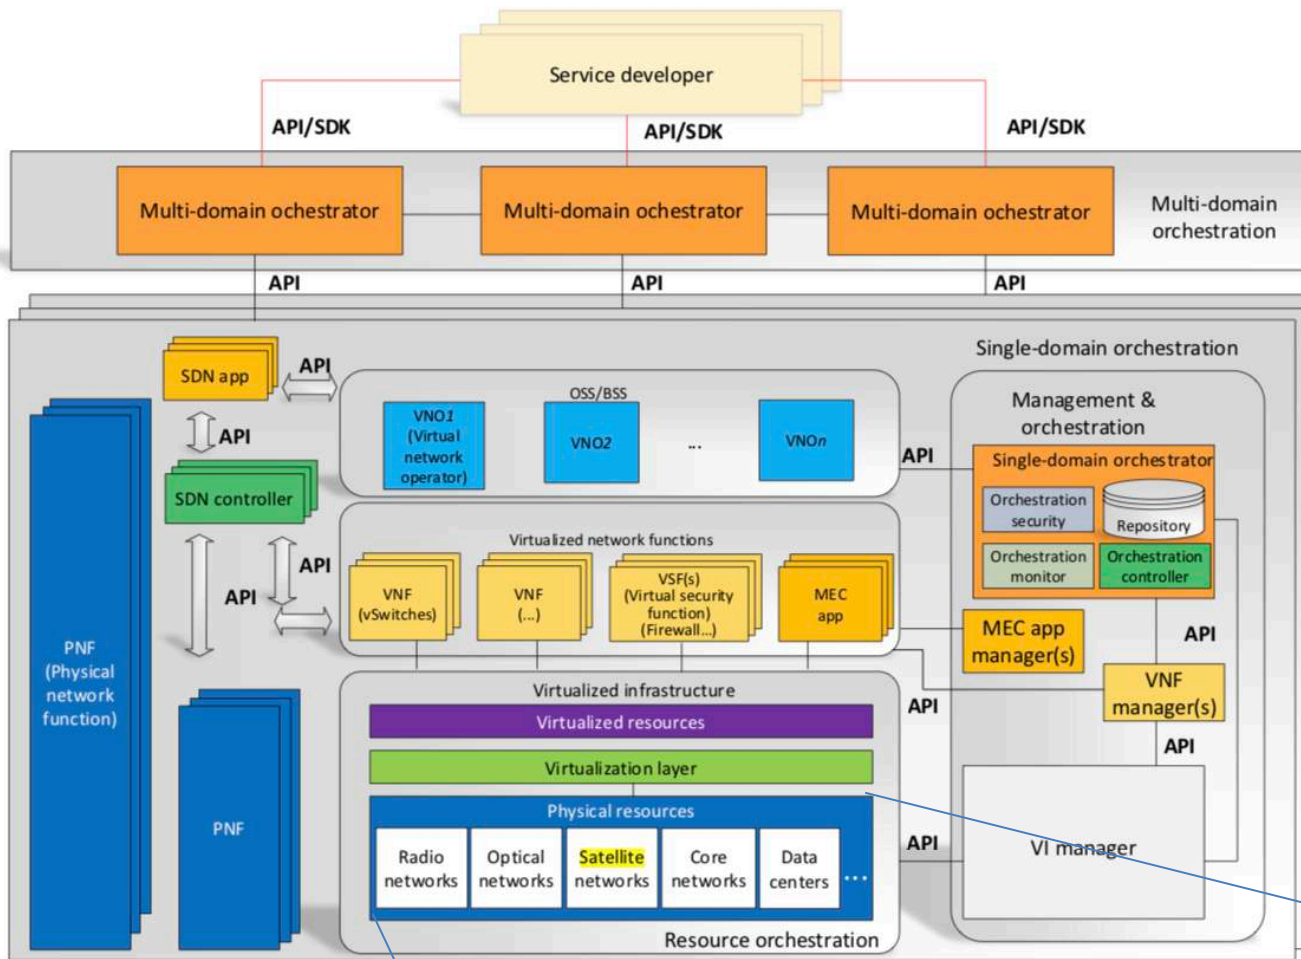 Service developer
API/SDK
API/SDK
API/SDK
Multi-domain ochestrator
Multi-domain ochestrator
Multi-domain ochestrator
Multi-domain
orchestration
API
API
API
SDN app
API
API
SDN controller
API
API
PNF
(Physical
network
function)
PNF
OSS/BSS
VNO1
(Virtual
network
operator)
VNO2
...
VNOn
Virtualized network functions
VNF
(vSwitches)
VNF
(...)
VSF(s)
(Virtual security
function)
(Firewall...)
MEC
app
Virtualized infrastructure
Virtualized resources
Virtualization layer
Physical resources
Radio
networks
Optical
networks
Satellite
networks
Core
networks
Data
centers
...
Resource orchestration
API
API
API
Single-domain orchestration
Management &
orchestration
Single-domain orchestrator
Orchestration
security
Repository
Orchestration
monitor
Orchestration
controller
MEC app
manager(s)
API
VNF
manager(s)
API
VI manager